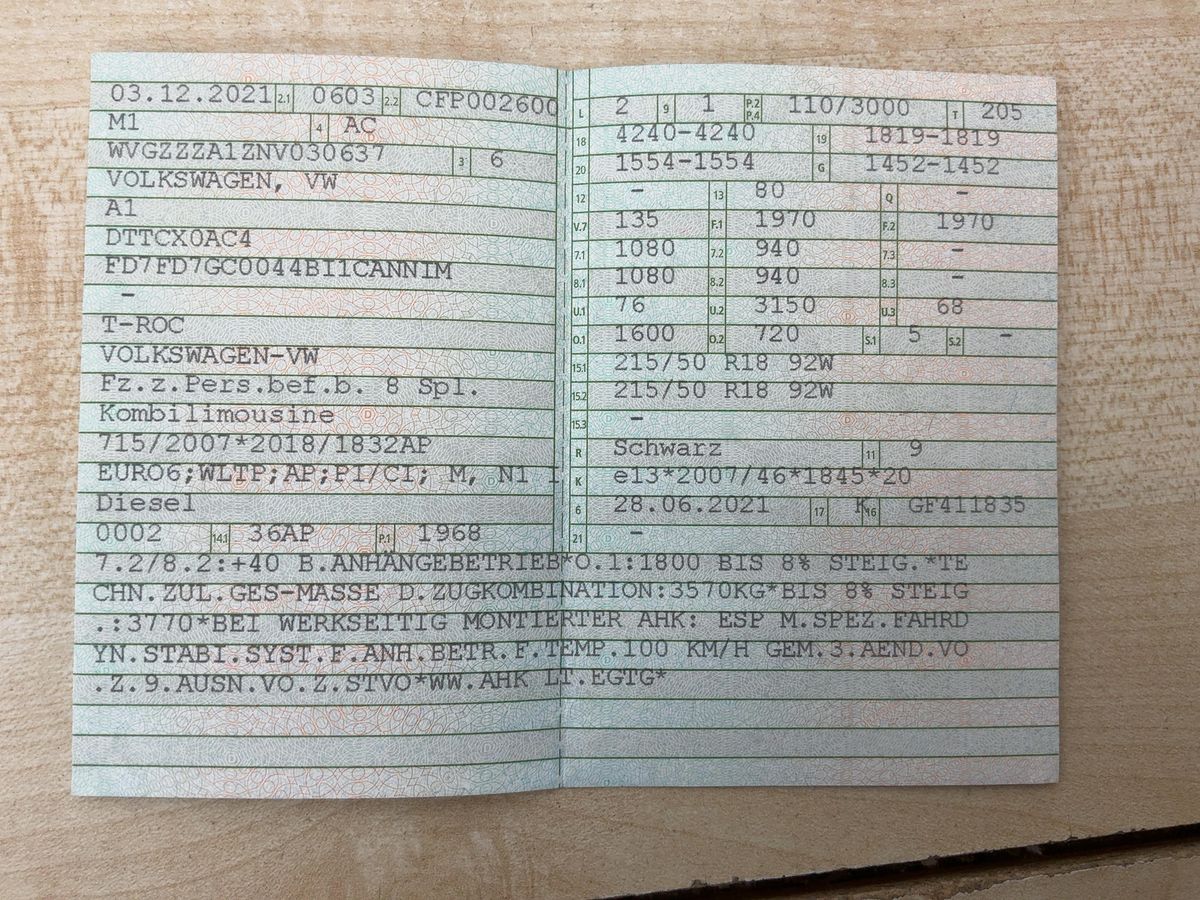 03.12.2021 2.1 0603 2.2 CFP002600
M1 4 AC
WVGZZZA1ZNV030637 3 6
VOLKSWAGEN, VW
A1
DTTCX0AC4
FD7FD7GC0044BI1CANNIM
–
T-ROC
VOLKSWAGEN-VW
Fz.z.Pers.bef.b. 8 Spl.
Kombilimousine
715/2007*2018/1832AP
EURO6;WLTP;AP;PI/CI; M, N1 I
Diesel
0002 14.1 36AP P.1 1968
L 2 9 1 P.2 P.4 110/3000 T 205
18 4240-4240 19 1819-1819
20 1554-1554 G 1452-1452
12 – 13 80 Q –
V.7 135 F.1 1970 F.2 1970
7.1 1080 7.2 940 7.3 –
8.1 1080 8.2 940 8.3 –
U.1 76 U.2 3150 U.3 68
O.1 1600 O.2 720 S.1 5 S.2 –
15.1 215/50 R18 92W
15.2 215/50 R18 92W
15.3 –
R Schwarz 11 9
K e13*2007/46*1845*20
6 28.06.2021 17 K 16 GF411835
21 –
7.2/8.2:+40 B.ANHÄNGEBETRIEB*O.1:1800 BIS 8% STEIG.*TE
CHN.ZUL.GES-MASSE D.ZUGKOMBINATION:3570KG*BIS 8% STEIG
.:3770*BEI WERKSEITIG MONTIERTER AHK: ESP M.SPEZ.FAHRD
YN.STABI.SYST.F.ANH.BETR.F.TEMP.100 KM/H GEM.3.AEND.VO
.Z.9.AUSN.VO.Z.STVO*WW.AHK LT.EGTG*